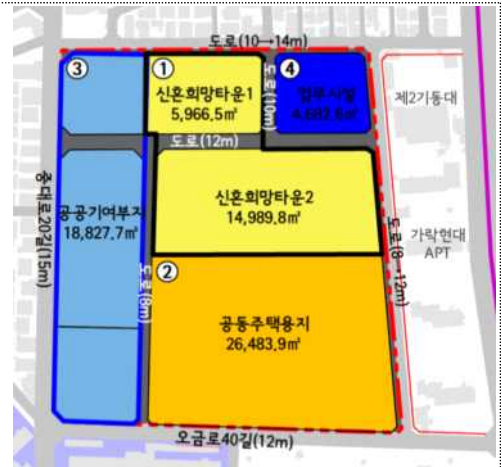 도로(10→14m)
③
①
④
신혼희망타운1
5,966.5㎡
도로(10m)
업무시설
4,682.6㎡
제2기동대
도로(12m)
중대로20길(15m)
공공기여부지
18,827.7㎡
신혼희망타운2
14,989.8㎡
가락현대
APT
도로(8→12m)
도로(8m)
②
공동주택용지
26,483.9㎡
오금로40길(12m)